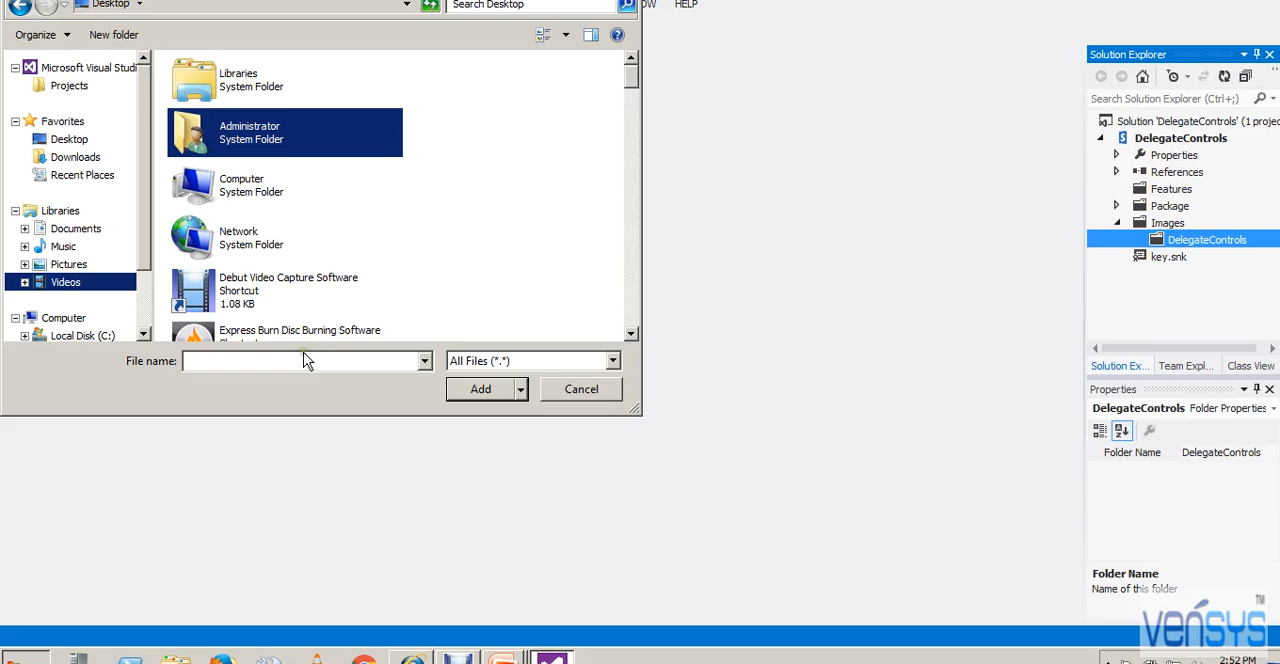 Desktop
Search Desktop
OW
HELP
Organize
New folder
Microsoft Visual Studi
Projects
Favorites
Desktop
Downloads
Recent Places
Libraries
Documents
Music
Pictures
Videos
Computer
Local Disk (C:)
Libraries
System Folder
Administrator
System Folder
Computer
System Folder
Network
System Folder
Debut Video Capture Software
Shortcut
1.08 KB
Express Burn Disc Burning Software
File name:
All Files (*.*)
Add
Cancel
Solution Explorer
Search Solution Explorer (Ctrl+;)
Solution 'DelegateControls' (1 projec
DelegateControls
Properties
References
Features
Package
Images
DelegateControls
key.snk
Solution Ex...
Team Expl...
Class View
Properties
DelegateControls Folder Properties
Folder Name
DelegateControls
Folder Name
Name of this folder
vensys
TM
2:52 PM